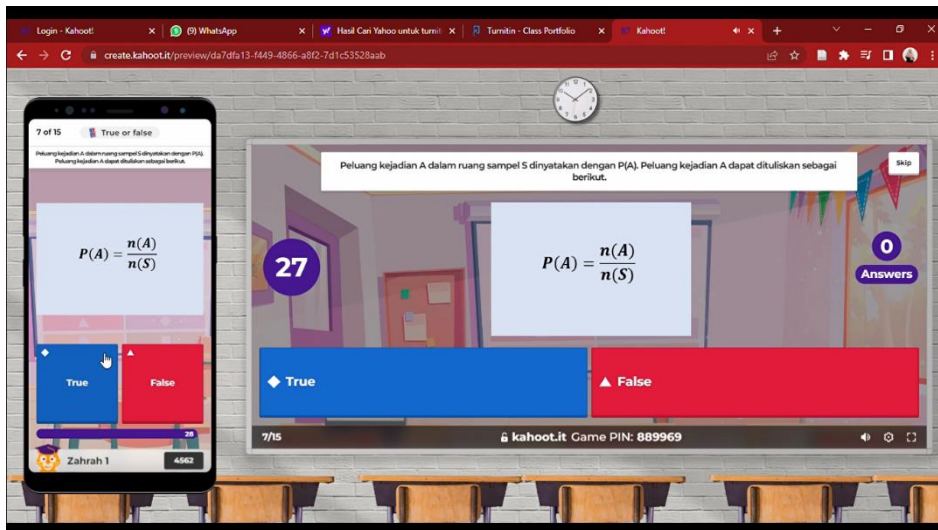 Login - Kahoot!
(9) WhatsApp
Hasil Cari Yahoo untuk turniti
Turnitin - Class Portfolio
Kahoot!
create.kahoot.it/preview/da7dfa13-f449-4866-a8f2-7d1c53528aab
7 of 15
True or false
Peluang kejadian A dalam ruang sampel S dinyatakan dengan P(A).
Peluang kejadian A dapat dituliskan sebagai berikut.
P(A) = n(A)/n(S)
True
False
28
Zahrah 1
4562
Peluang kejadian A dalam ruang sampel S dinyatakan dengan P(A). Peluang kejadian A dapat dituliskan sebagai
berikut.
Skip
27
P(A) = n(A)/n(S)
0
Answers
True
False
7/15
kahoot.it Game PIN: 889969